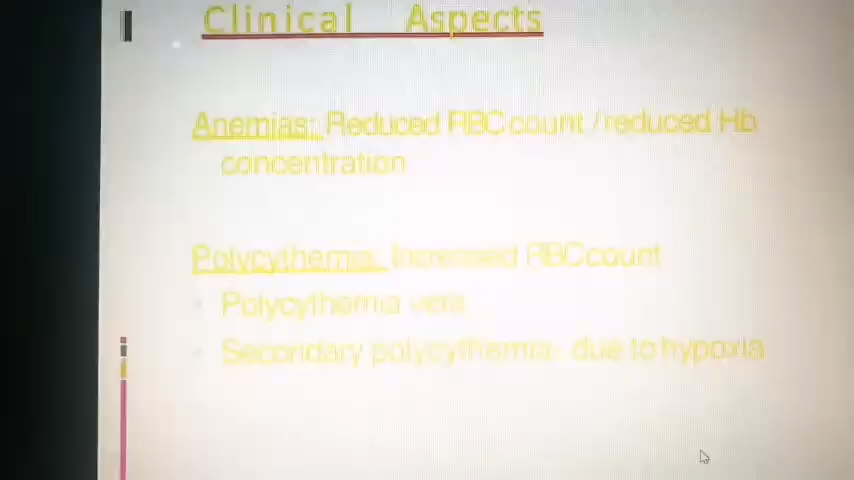 Clinical Aspects
Anemias: Reduced RBC count / reduced Hb
concentration
Polycythemia: Increased RBC count
Polycythemia vera
Secondary polycythemia- due to hypoxia